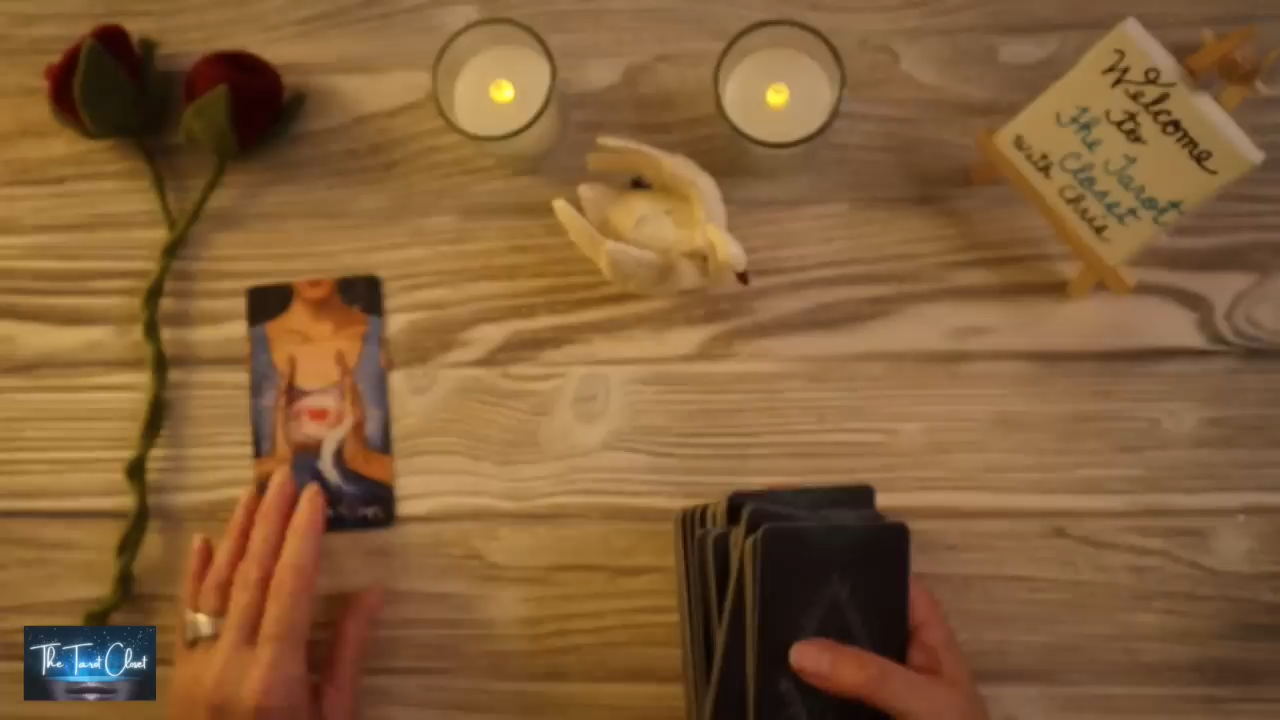 Welcome
to
The Tarot
Closet
with Chris
The Tarot Closet